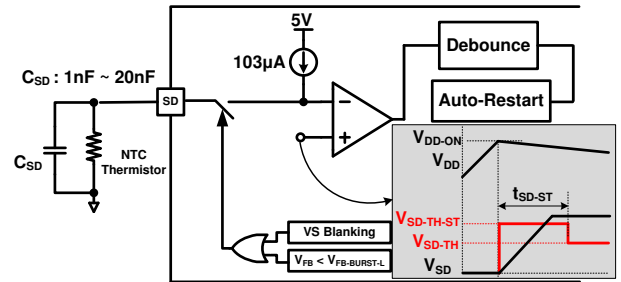 5V
103µA
C_SD : 1nF ~ 20nF
SD
−
+
Debounce
Auto-Restart
C_SD
NTC
Thermistor
VS Blanking
V_FB < V_FB-BURST-L
V_DD-ON
V_DD
t_SD-ST
V_SD-TH-ST
V_SD-TH
V_SD